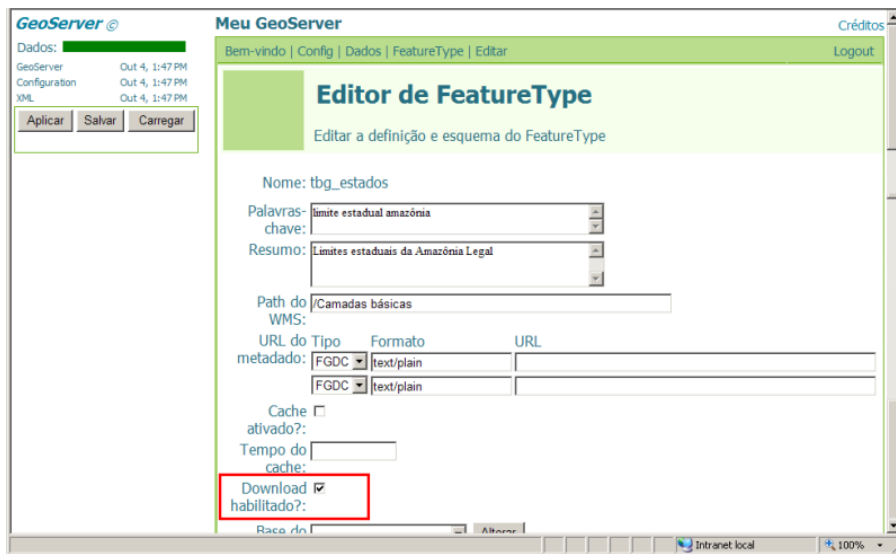 GeoServer ©
Meu GeoServer
Créditos
Dados:
Bem-vindo | Config | Dados | FeatureType | Editar
Logout
GeoServer Out 4, 1:47 PM
Configuration Out 4, 1:47 PM
XML Out 4, 1:47 PM
Aplicar Salvar Carregar
Editor de FeatureType
Editar a definição e esquema do FeatureType
Nome: tbg_estados
Palavras-chave: limite estadual amazônia
Resumo: Limites estaduais da Amazônia Legal
Path do WMS: /Camadas básicas
URL do metadado: Tipo Formato URL
FGDC text/plain
FGDC text/plain
Cache
ativado?:
Tempo do
cache:
Download
habilitado?:
Base do Alterar
Intranet local 100%